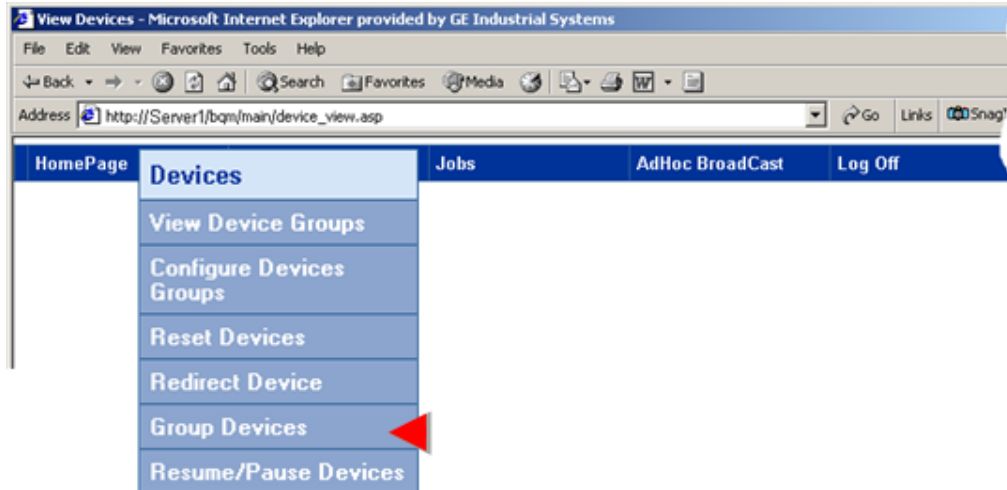 View Devices - Microsoft Internet Explorer provided by GE Industrial Systems
File Edit View Favorites Tools Help
Back Search Favorites Media
Address http://Server1/bqm/main/device_view.asp Go Links Snag
HomePage Jobs AdHoc BroadCast Log Off
Devices
View Device Groups
Configure Devices
Groups
Reset Devices
Redirect Device
Group Devices
Resume/Pause Devices